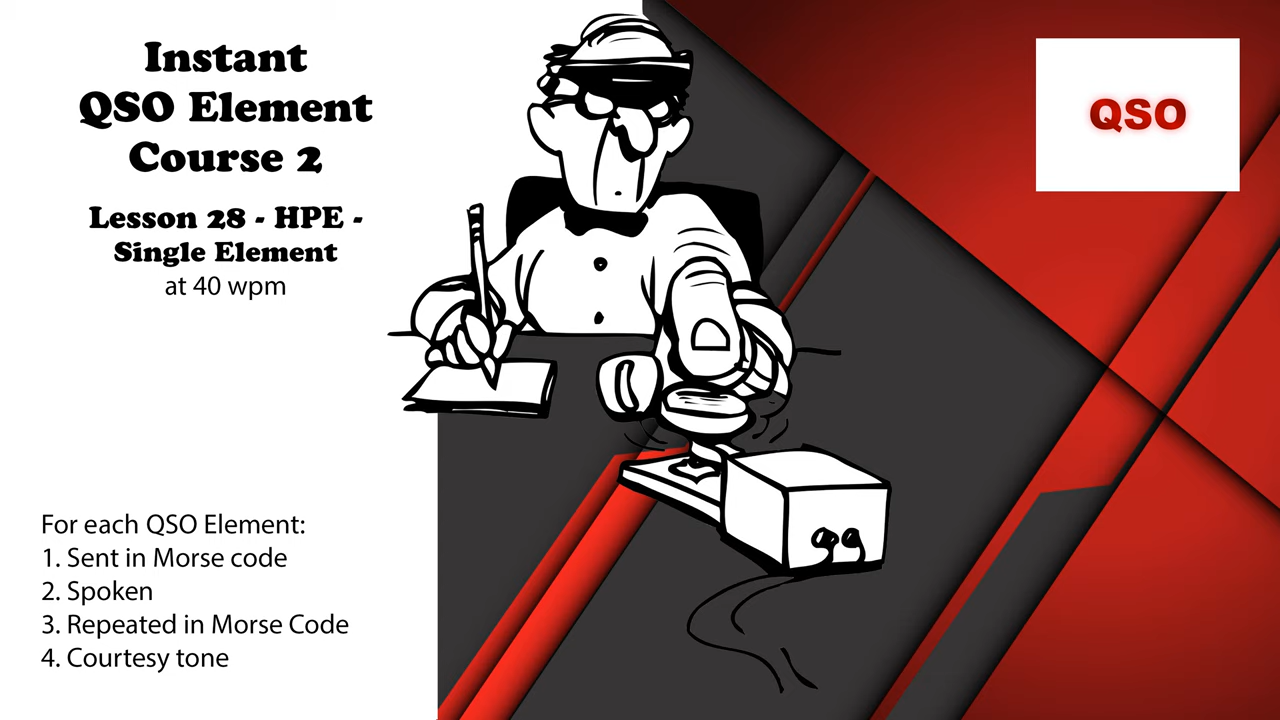 Instant
QSO Element
Course 2
Lesson 28 - HPE -
Single Element
at 40 wpm
QSO
For each QSO Element:
1. Sent in Morse code
2. Spoken
3. Repeated in Morse Code
4. Courtesy tone